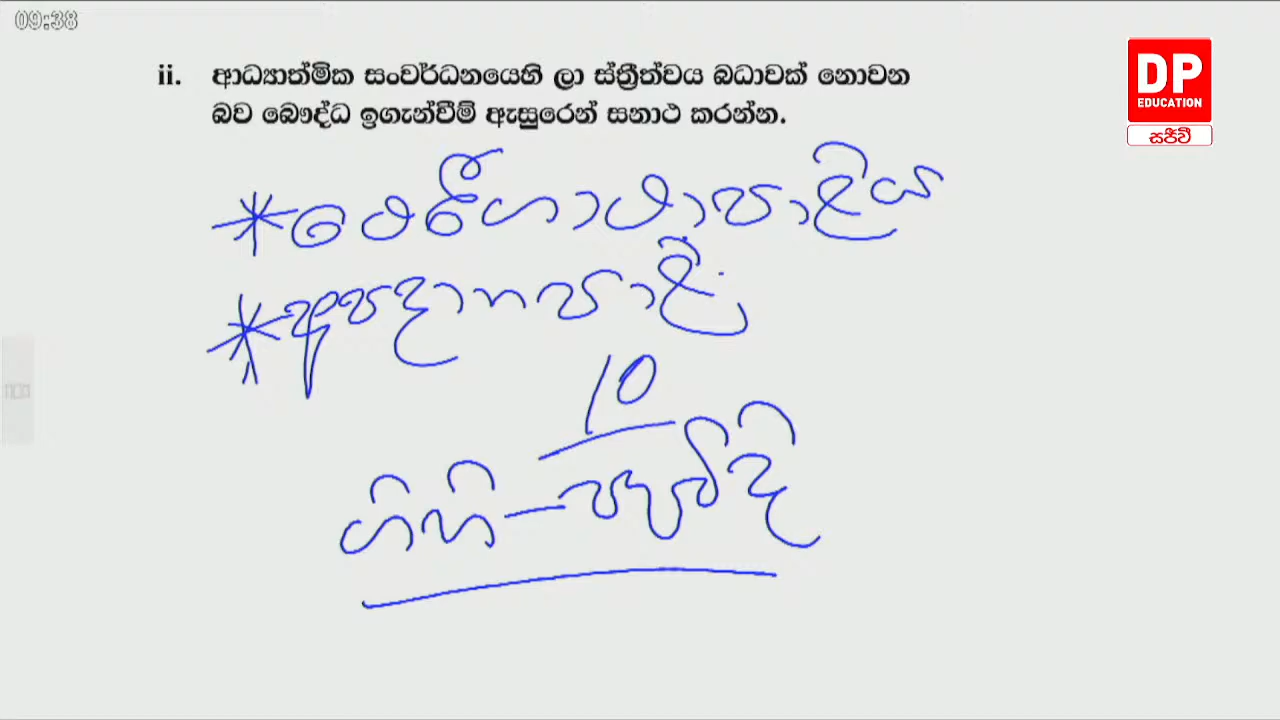 09:38
DP
EDUCATION
සජීවී
ii. ආධ්‍යාත්මික සංවර්ධනයෙහි ලා ස්ත්‍රීත්වය බධාවක් නොවන
බව බෞද්ධ ඉගැන්වීම් ඇසුරෙන් සනාථ කරන්න.
* ථෙරීගාථාපාළිය
* අපදානපාළි
10
ගිහි - පැවිදි